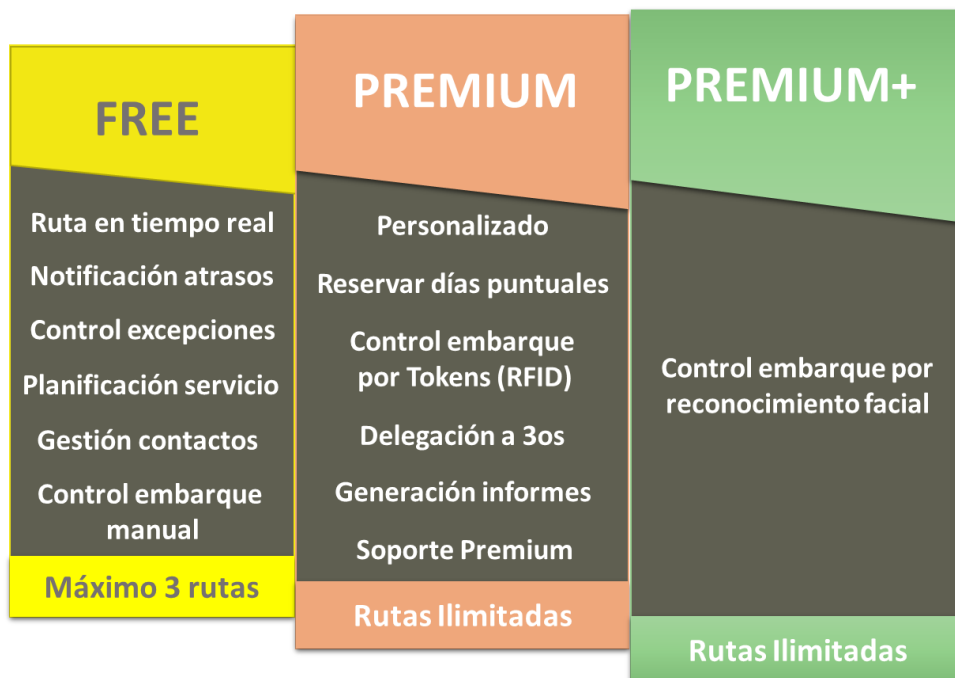 FREE
Ruta en tiempo real
Notificación atrasos
Control excepciones
Planificación servicio
Gestión contactos
Control embarque
manual
Máximo 3 rutas
PREMIUM
Personalizado
Reservar días puntuales
Control embarque
por Tokens (RFID)
Delegación a 3os
Generación informes
Soporte Premium
Rutas Ilimitadas
PREMIUM+
Control embarque por
reconocimiento facial
Rutas Ilimitadas